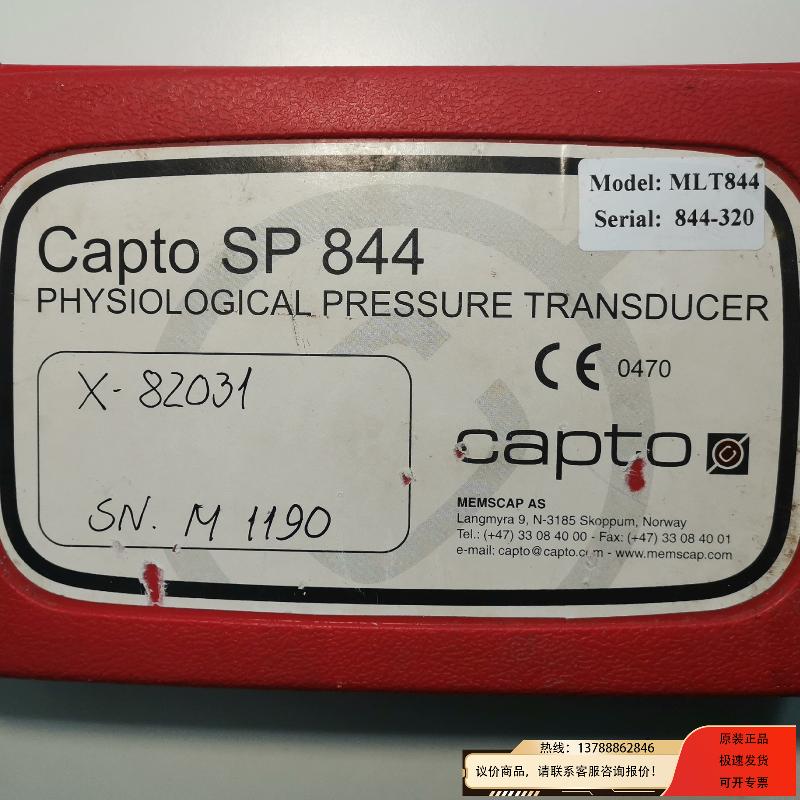 Model: MLT844
Serial: 844-320
Capto SP 844
PHYSIOLOGICAL PRESSURE TRANSDUCER
CE 0470
X-82031
SN. M 1190
capto
MEMSCAP AS
Langmyra 9, N-3185 Skoppum, Norway
Tel.: (+47) 33 08 40 00 - Fax: (+47) 33 08 40 01
e-mail: capto@capto.com - www.memscap.com
热线：13788862846
议价商品，请联系客服咨询报价！
原装正品
极速发货
可开专票